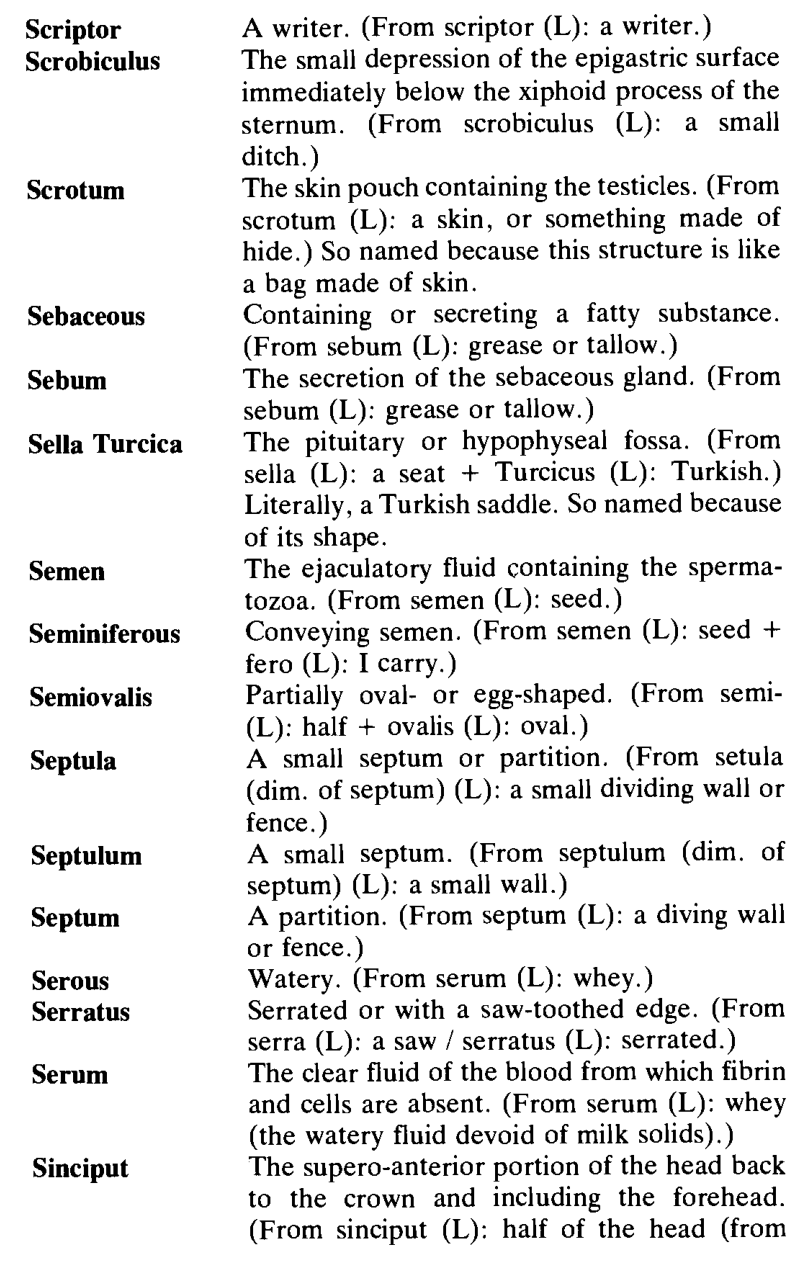 Scriptor A writer. (From scriptor (L): a writer.)
Scrobiculus The small depression of the epigastric surface
immediately below the xiphoid process of the
sternum. (From scrobiculus (L): a small
ditch.)
Scrotum The skin pouch containing the testicles. (From
scrotum (L): a skin, or something made of
hide.) So named because this structure is like
a bag made of skin.
Sebaceous Containing or secreting a fatty substance.
(From sebum (L): grease or tallow.)
Sebum The secretion of the sebaceous gland. (From
sebum (L): grease or tallow.)
Sella Turcica The pituitary or hypophyseal fossa. (From
sella (L): a seat + Turcicus (L): Turkish.)
Literally, a Turkish saddle. So named because
of its shape.
Semen The ejaculatory fluid containing the sperma-
tozoa. (From semen (L): seed.)
Seminiferous Conveying semen. (From semen (L): seed +
fero (L): I carry.)
Semiovalis Partially oval- or egg-shaped. (From semi-
(L): half + ovalis (L): oval.)
Septula A small septum or partition. (From setula
(dim. of septum) (L): a small dividing wall or
fence.)
Septulum A small septum. (From septulum (dim. of
septum) (L): a small wall.)
Septum A partition. (From septum (L): a diving wall
or fence.)
Serous Watery. (From serum (L): whey.)
Serratus Serrated or with a saw-toothed edge. (From
serra (L): a saw / serratus (L): serrated.)
Serum The clear fluid of the blood from which fibrin
and cells are absent. (From serum (L): whey
(the watery fluid devoid of milk solids).)
Sinciput The supero-anterior portion of the head back
to the crown and including the forehead.
(From sinciput (L): half of the head (from